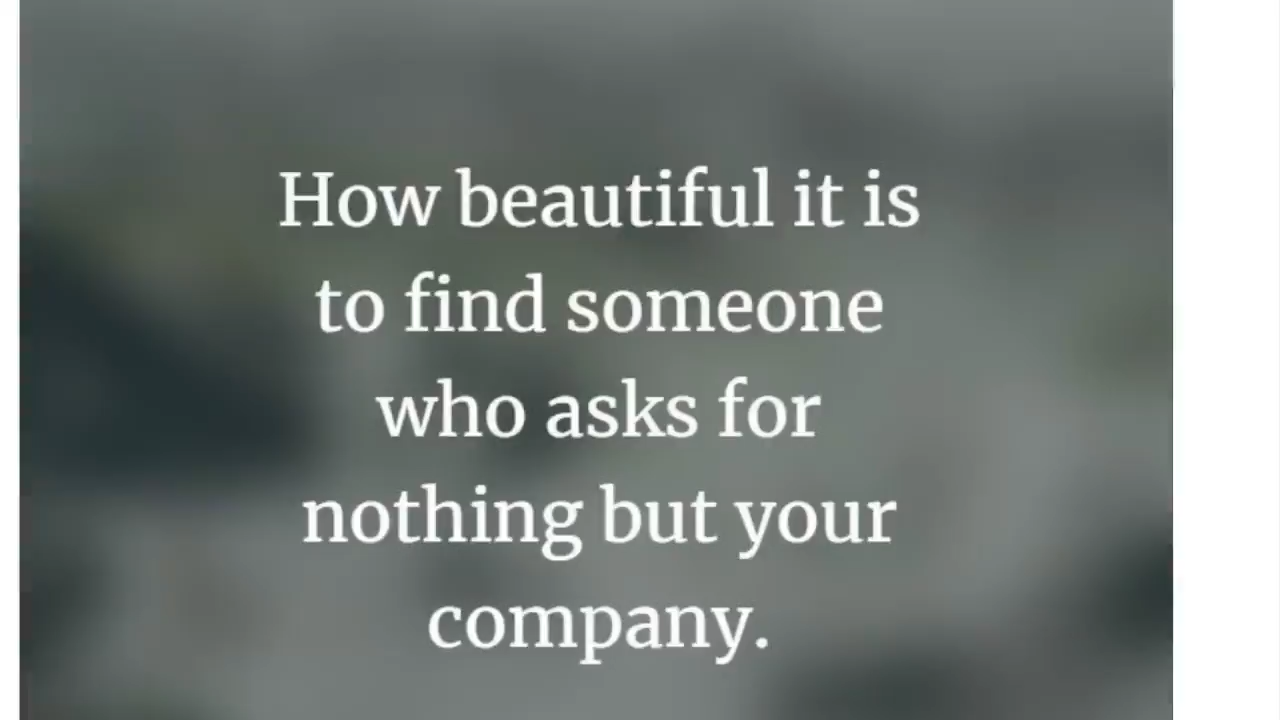 How beautiful it is
to find someone
who asks for
nothing but your
company.